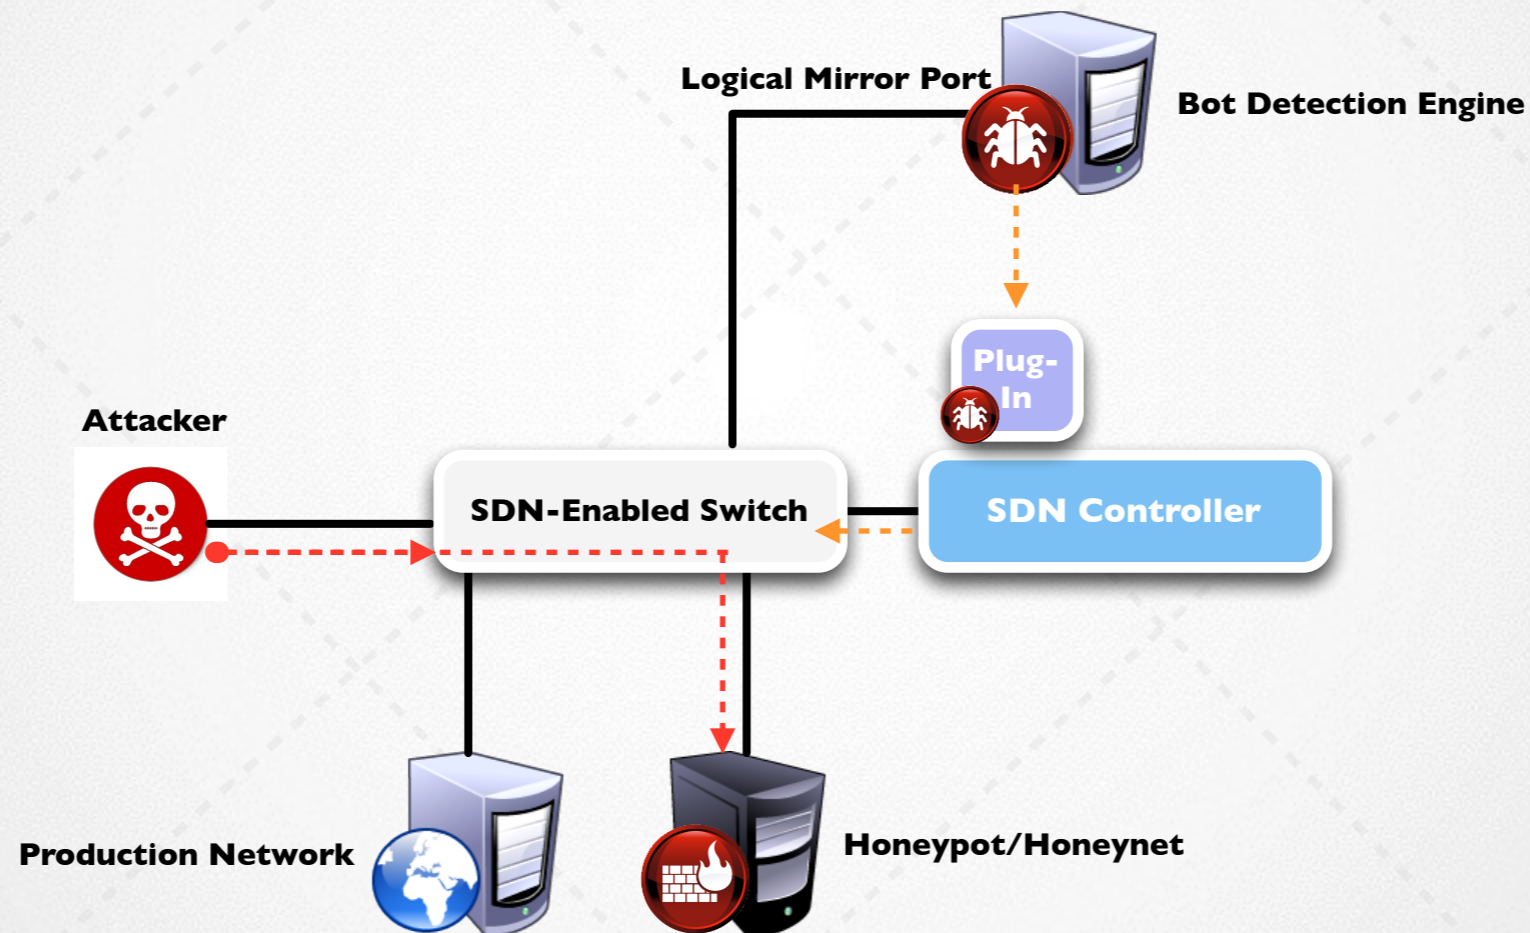 Logical Mirror Port
Bot Detection Engine
Plug-
In
Attacker
SDN-Enabled Switch
SDN Controller
Production Network
Honeypot/Honeynet